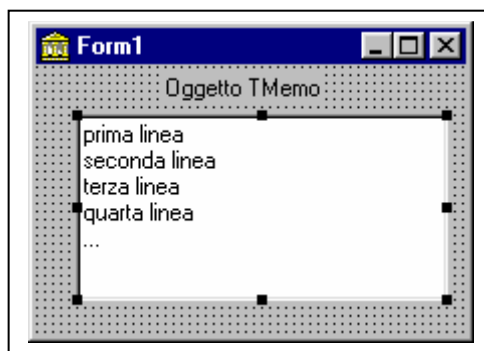 Form1
Oggetto TMemo
prima linea
seconda linea
terza linea
quarta linea
...